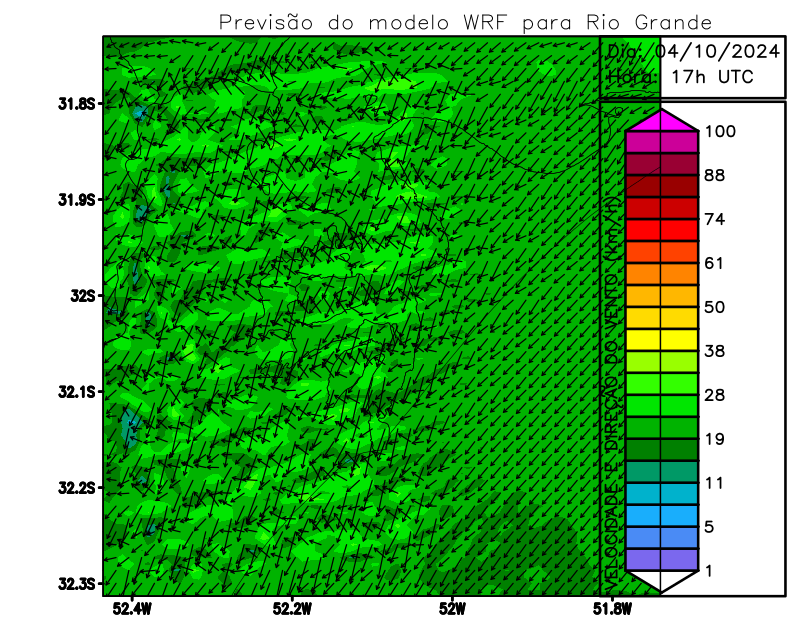 Previsão do modelo WRF para Rio Grande
Dia: 04/10/2024
Hora: 17h UTC
31.8S
31.9S
32S
32.1S
32.2S
32.3S
52.4W
52.2W
52W
51.8W
VELOCIDADE E DIREÇÃO DO VENTO (km/h)
100
88
74
61
50
38
28
19
11
5
1